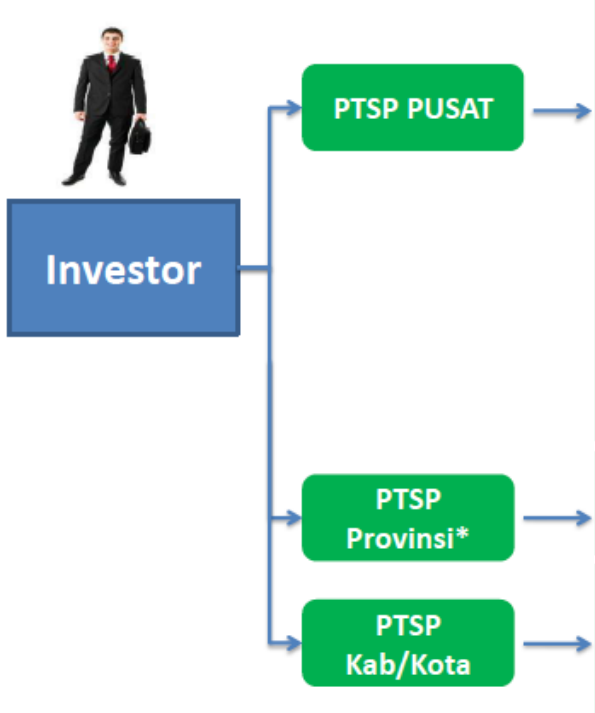 PTSP PUSAT
Investor
PTSP
Provinsi*
PTSP
Kab/Kota